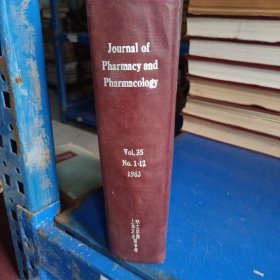 Journal of
Pharmacy and
Pharmacology
Vol. 35
No. 1-12
1983